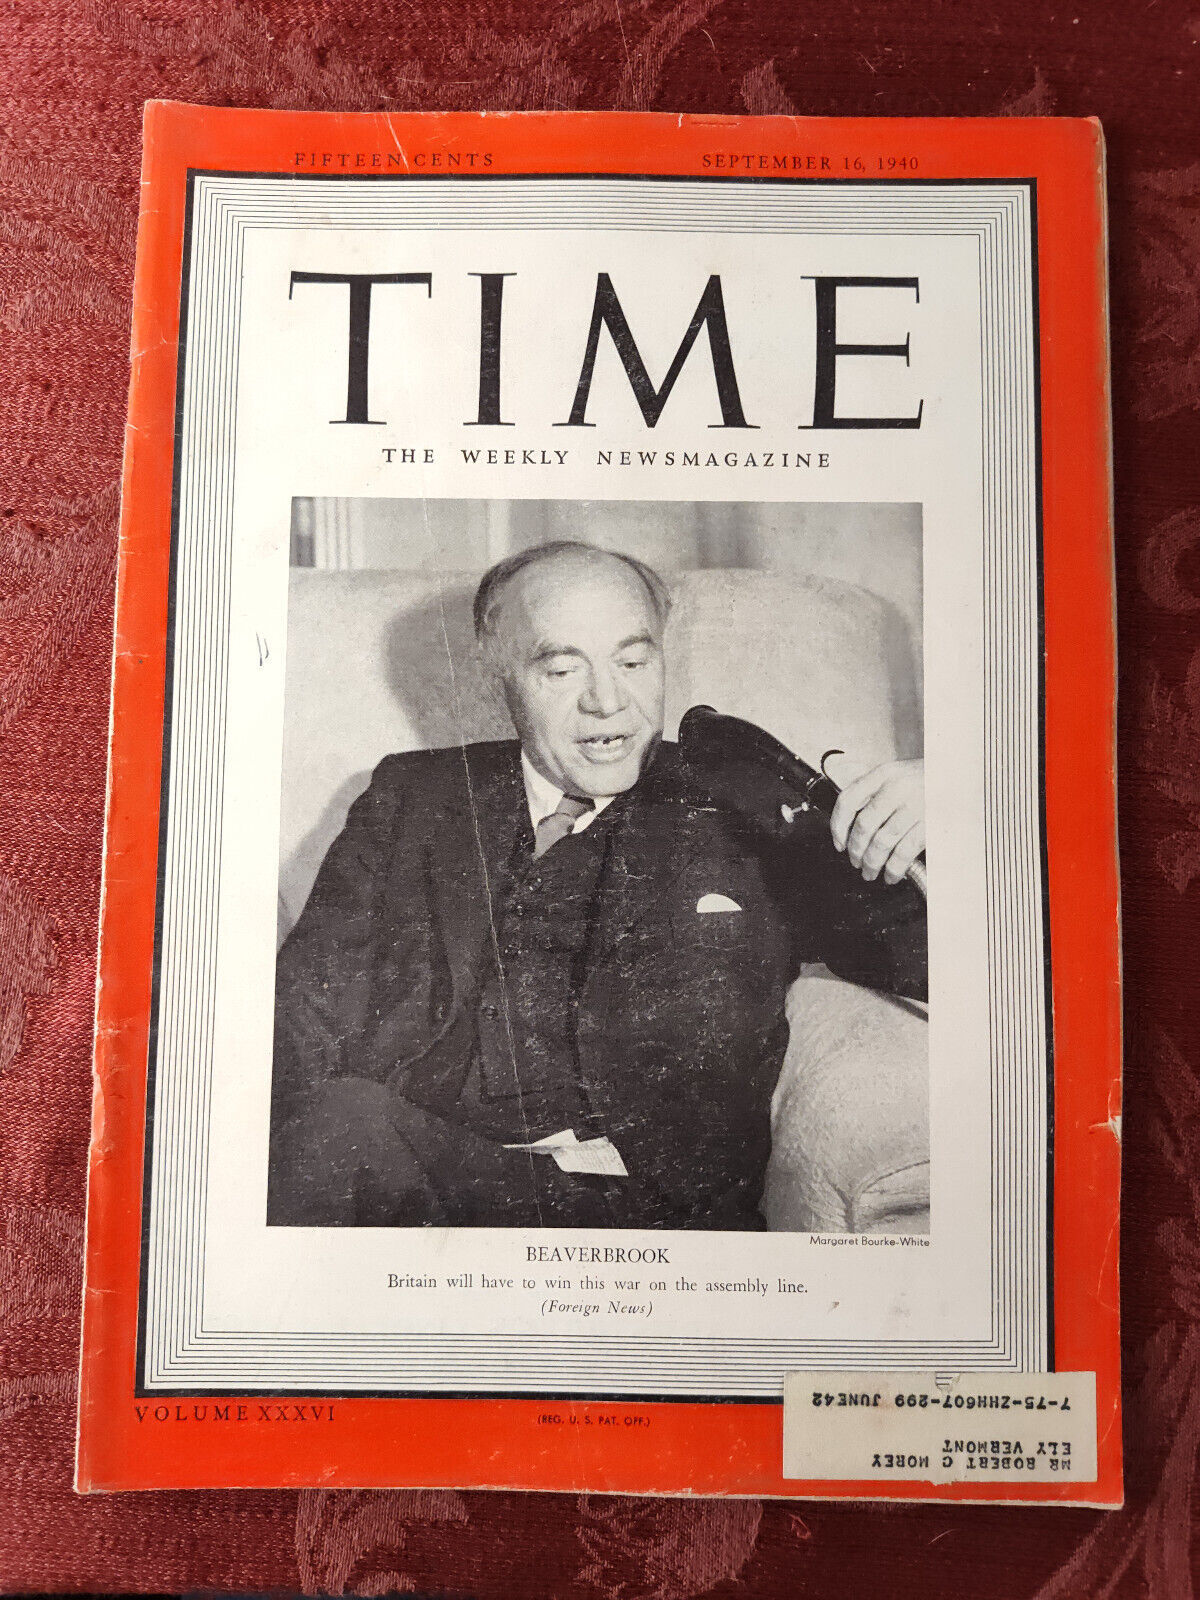 FIFTEEN CENTS
SEPTEMBER 16, 1940
TIME
THE WEEKLY NEWSMAGAZINE
Margaret Bourke-White
BEAVERBROOK
Britain will have to win this war on the assembly line.
(Foreign News)
VOLUME XXXVI
(REG. U. S. PAT. OFF.)
MR ROBERT C MOREY
ELY VERMONT
7-75-ZHH607-299 JUNE42